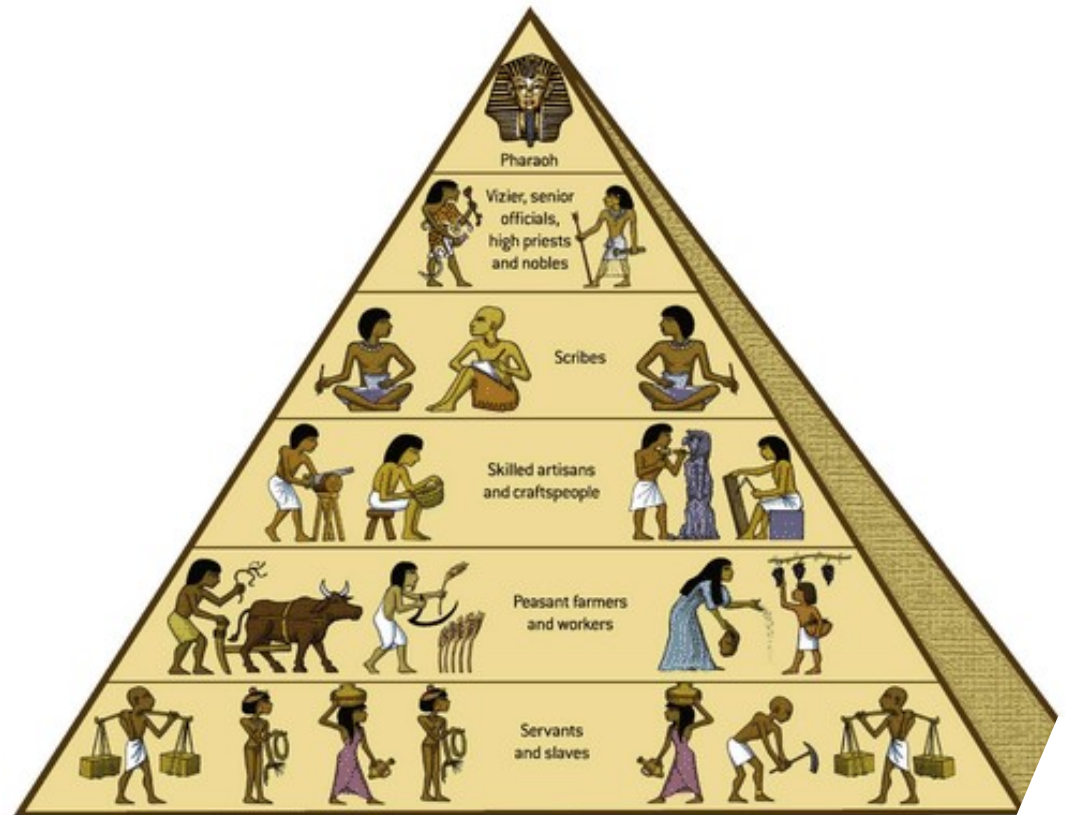 Pharaoh
Vizier, senior
officials,
high priests
and nobles
Scribes
Skilled artisans
and craftspeople
Peasant farmers
and workers
Servants
and slaves